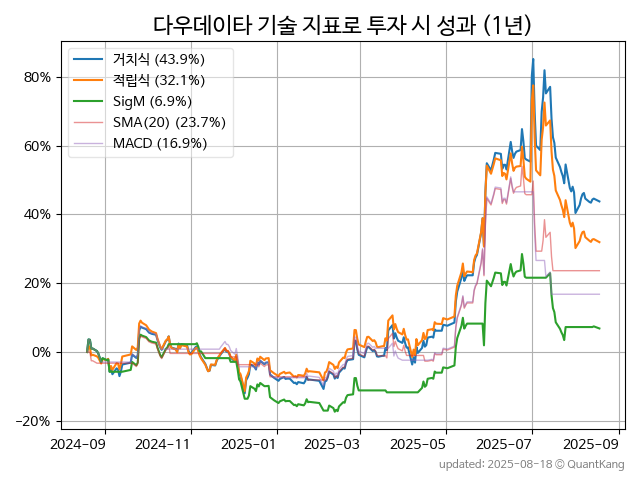 다우데이타 기술 지표로 투자 시 성과 (1년)
거치식 (43.9%)
적립식 (32.1%)
SigM (6.9%)
SMA(20) (23.7%)
MACD (16.9%)
80%
60%
40%
20%
0%
−20%
2024-09 2024-11 2025-01 2025-03 2025-05 2025-07 2025-09
updated: 2025-08-18 © QuantKang